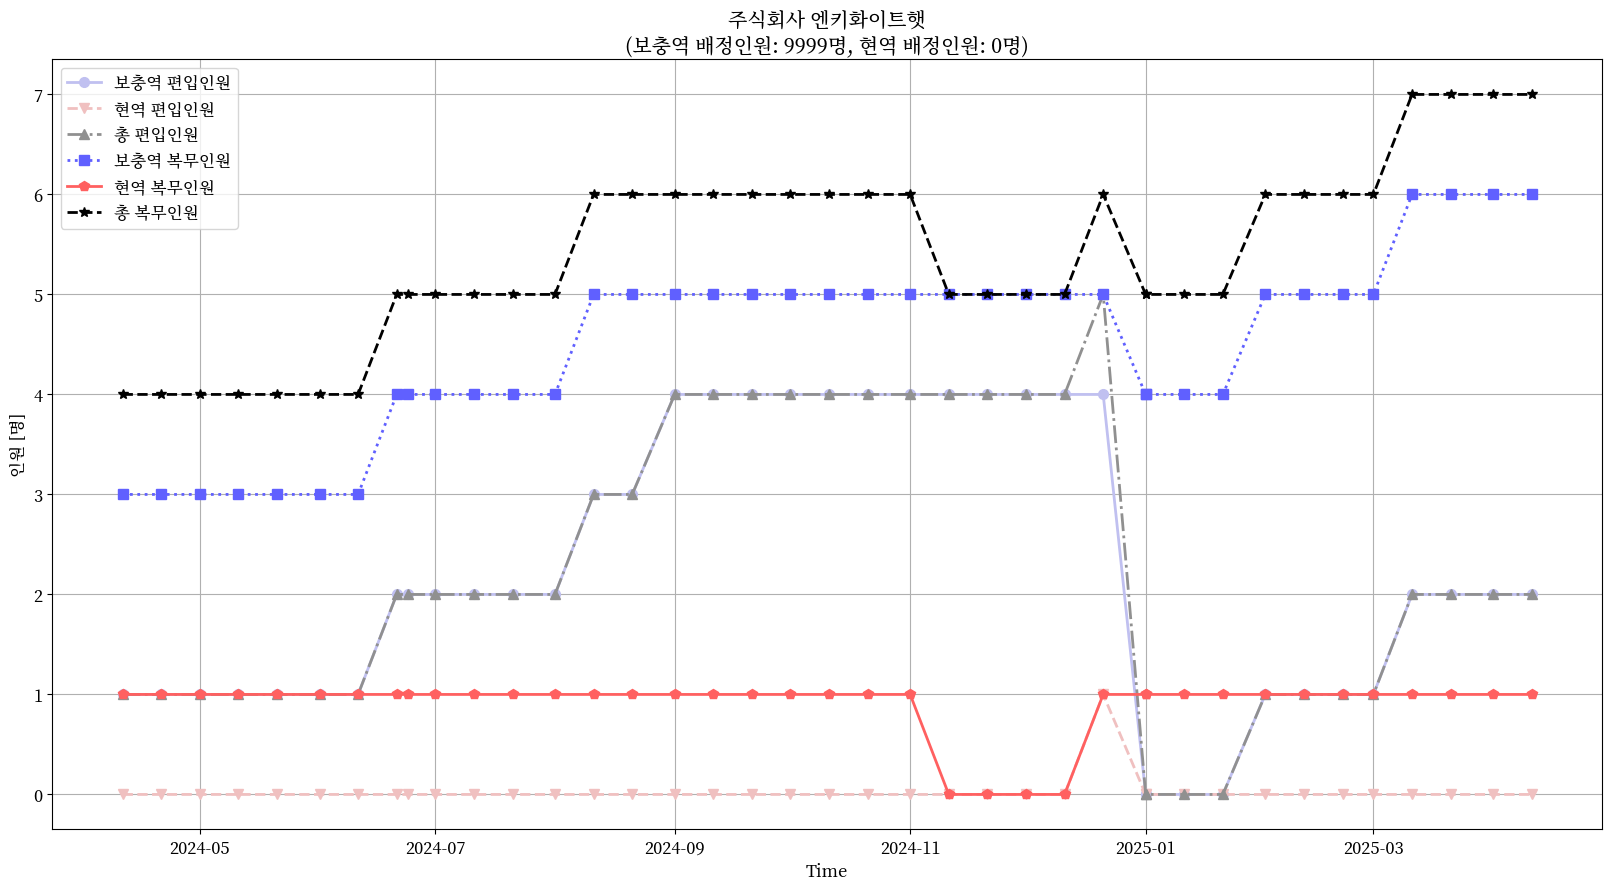 주식회사 엔키화이트햇
(보충역 배정인원: 9999명, 현역 배정인원: 0명)
보충역 편입인원
현역 편입인원
총 편입인원
보충역 복무인원
현역 복무인원
총 복무인원
7
6
5
4
3
2
1
0
인원 [명]
2024-05
2024-07
2024-09
2024-11
2025-01
2025-03
Time